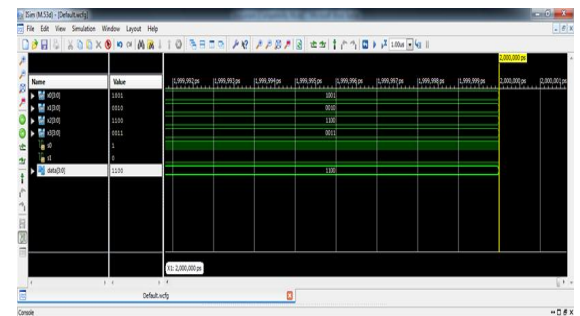 ISim (M.53d) - [Default.wcfg]
File Edit View Simulation Window Layout Help
1.00us
2,000,000 ps
Name Value 1,999,992 ps 1,999,993 ps 1,999,994 ps 1,999,995 ps 1,999,996 ps 1,999,997 ps 1,999,998 ps 1,999,999 ps 2,000,000 ps 2,000,001 ps
x0[3:0] 1001 1001
x1[3:0] 0010 0010
x2[3:0] 1100 1100
x3[3:0] 0011 0011
s0 1
s1 0
data[3:0] 1100 1100
X1: 2,000,000 ps
Default.wcfg
Console